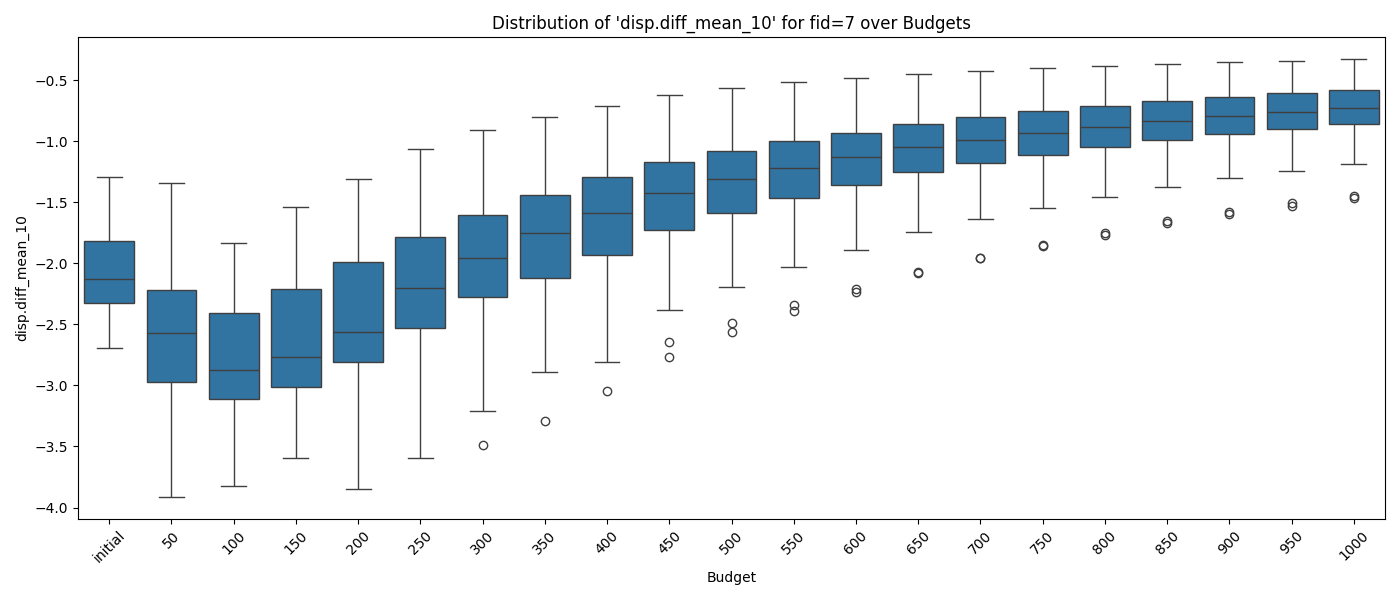 Distribution of 'disp.diff_mean_10' for fid=7 over Budgets
disp.diff_mean_10
−0.5
−1.0
−1.5
−2.0
−2.5
−3.0
−3.5
−4.0
initial 50 100 150 200 250 300 350 400 450 500 550 600 650 700 750 800 850 900 950 1000
Budget